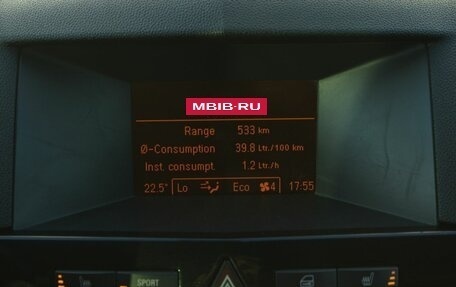 MBIB-RU
Range 533 km
Ø-Consumption 39.8 Ltr./100 km
Inst. consumpt. 1.2 Ltr./h
22.5° Lo Eco 4 17:55
SPORT